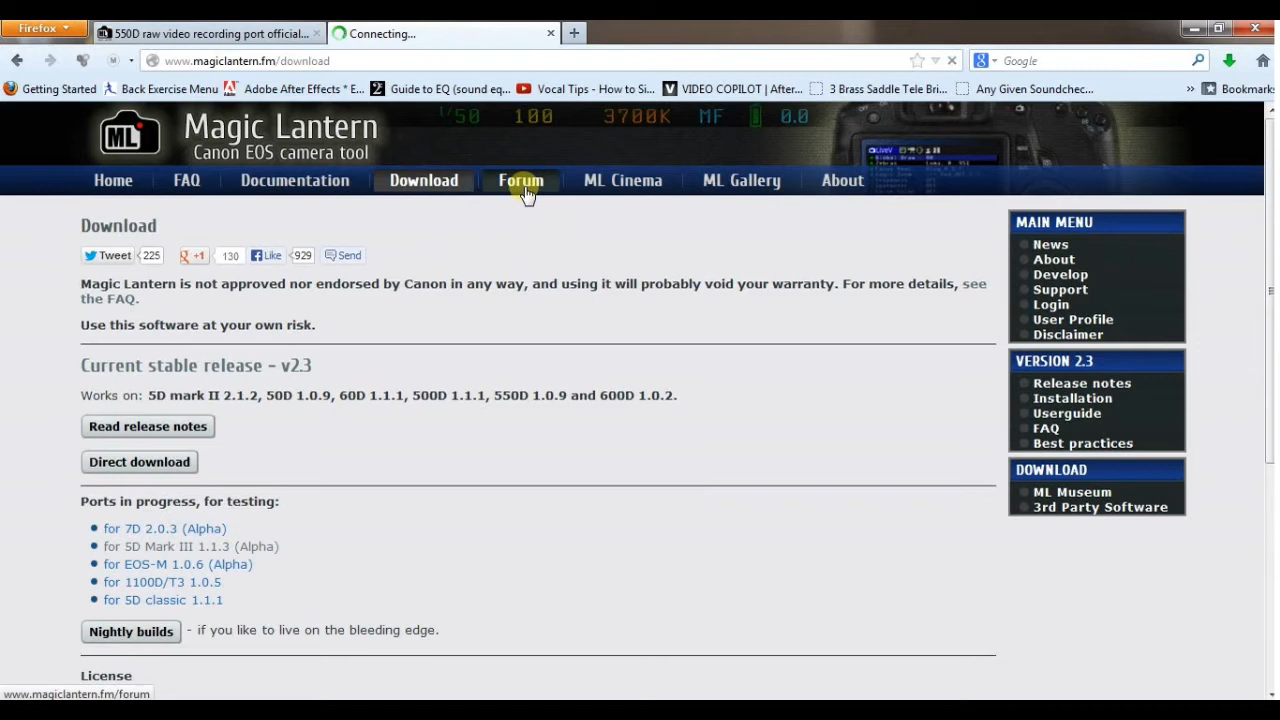 Firefox
550D raw video recording port official...
Connecting...
www.magiclantern.fm/download
Google
Getting Started
Back Exercise Menu
Adobe After Effects * E...
Guide to EQ (sound eq...
Vocal Tips - How to Si...
VIDEO COPILOT | After...
3 Brass Saddle Tele Bri...
Any Given Soundchec...
»
Bookmark
ML
Magic Lantern
Canon EOS camera tool
1/50 100 3700K MF 0.0
Home FAQ Documentation Download Forum ML Cinema ML Gallery About
Download
Tweet 225 +1 130 Like 929 Send
Magic Lantern is not approved nor endorsed by Canon in any way, and using it will probably void your warranty. For more details, see
the FAQ.
Use this software at your own risk.
Current stable release - v2.3
Works on: 5D mark II 2.1.2, 50D 1.0.9, 60D 1.1.1, 500D 1.1.1, 550D 1.0.9 and 600D 1.0.2.
Read release notes
Direct download
Ports in progress, for testing:
for 7D 2.0.3 (Alpha)
for 5D Mark III 1.1.3 (Alpha)
for EOS-M 1.0.6 (Alpha)
for 1100D/T3 1.0.5
for 5D classic 1.1.1
Nightly builds - if you like to live on the bleeding edge.
License
MAIN MENU
News
About
Develop
Support
Login
User Profile
Disclaimer
VERSION 2.3
Release notes
Installation
Userguide
FAQ
Best practices
DOWNLOAD
ML Museum
3rd Party Software
www.magiclantern.fm/forum